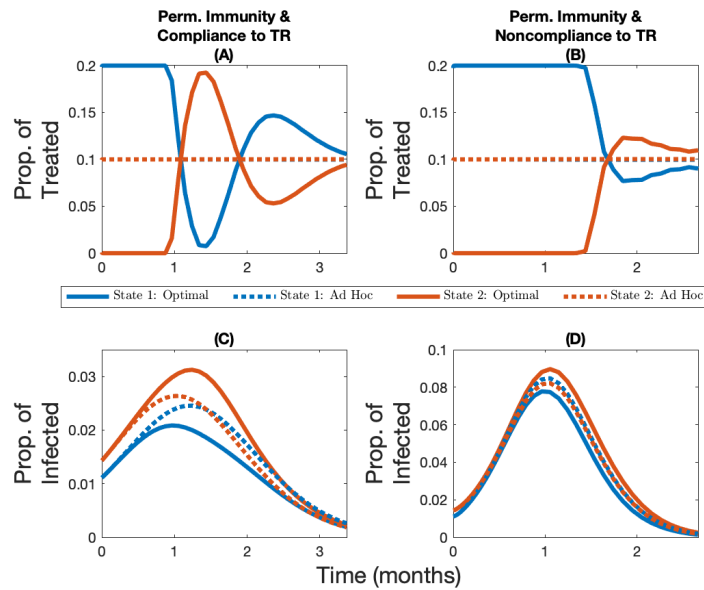 Perm. Immunity &
Compliance to TR
(A)
Perm. Immunity &
Noncompliance to TR
(B)
Prop. of
Treated
0.2
0.15
0.1
0.05
0
0
1
2
3
Prop. of
Treated
0.2
0.15
0.1
0.05
0
0
1
2
State 1: Optimal
State 1: Ad Hoc
State 2: Optimal
State 2: Ad Hoc
(C)
(D)
Prop. of
Infected
0.03
0.02
0.01
0
0
1
2
3
Prop. of
Infected
0.1
0.08
0.06
0.04
0.02
0
0
1
2
Time (months)